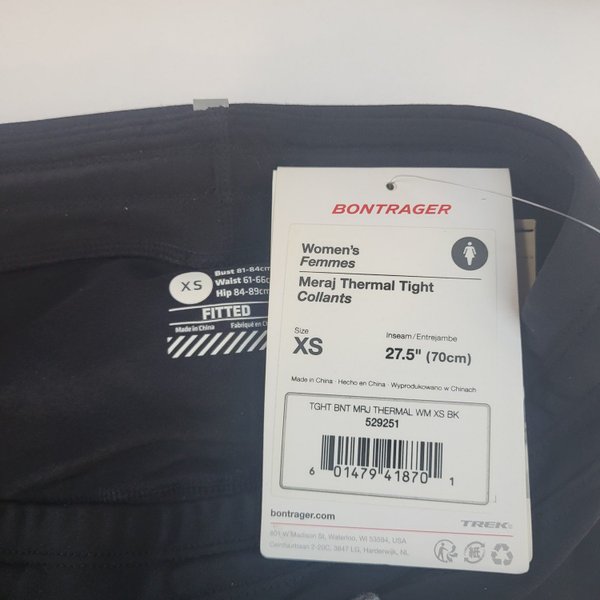 BONTRAGER
Women's
Femmes
Meraj Thermal Tight
Collants
Size
XS
Inseam/Entrejambe
27.5" (70cm)
Made in China · Hecho en China · Wyprodukowano w Chinach
TGHT BNT MRJ THERMAL WM XS BK
529251
6 01479 41870 1
bontrager.com
TREK
801 W Madison St, Waterloo, WI 53594, USA
Ceintuurbaan 2-20C, 3847 LG, Harderwijk, NL
XS
Bust 81-84cm
Waist 61-66c
Hip 84-89cm
FITTED
Made in China
Fabriqué en C